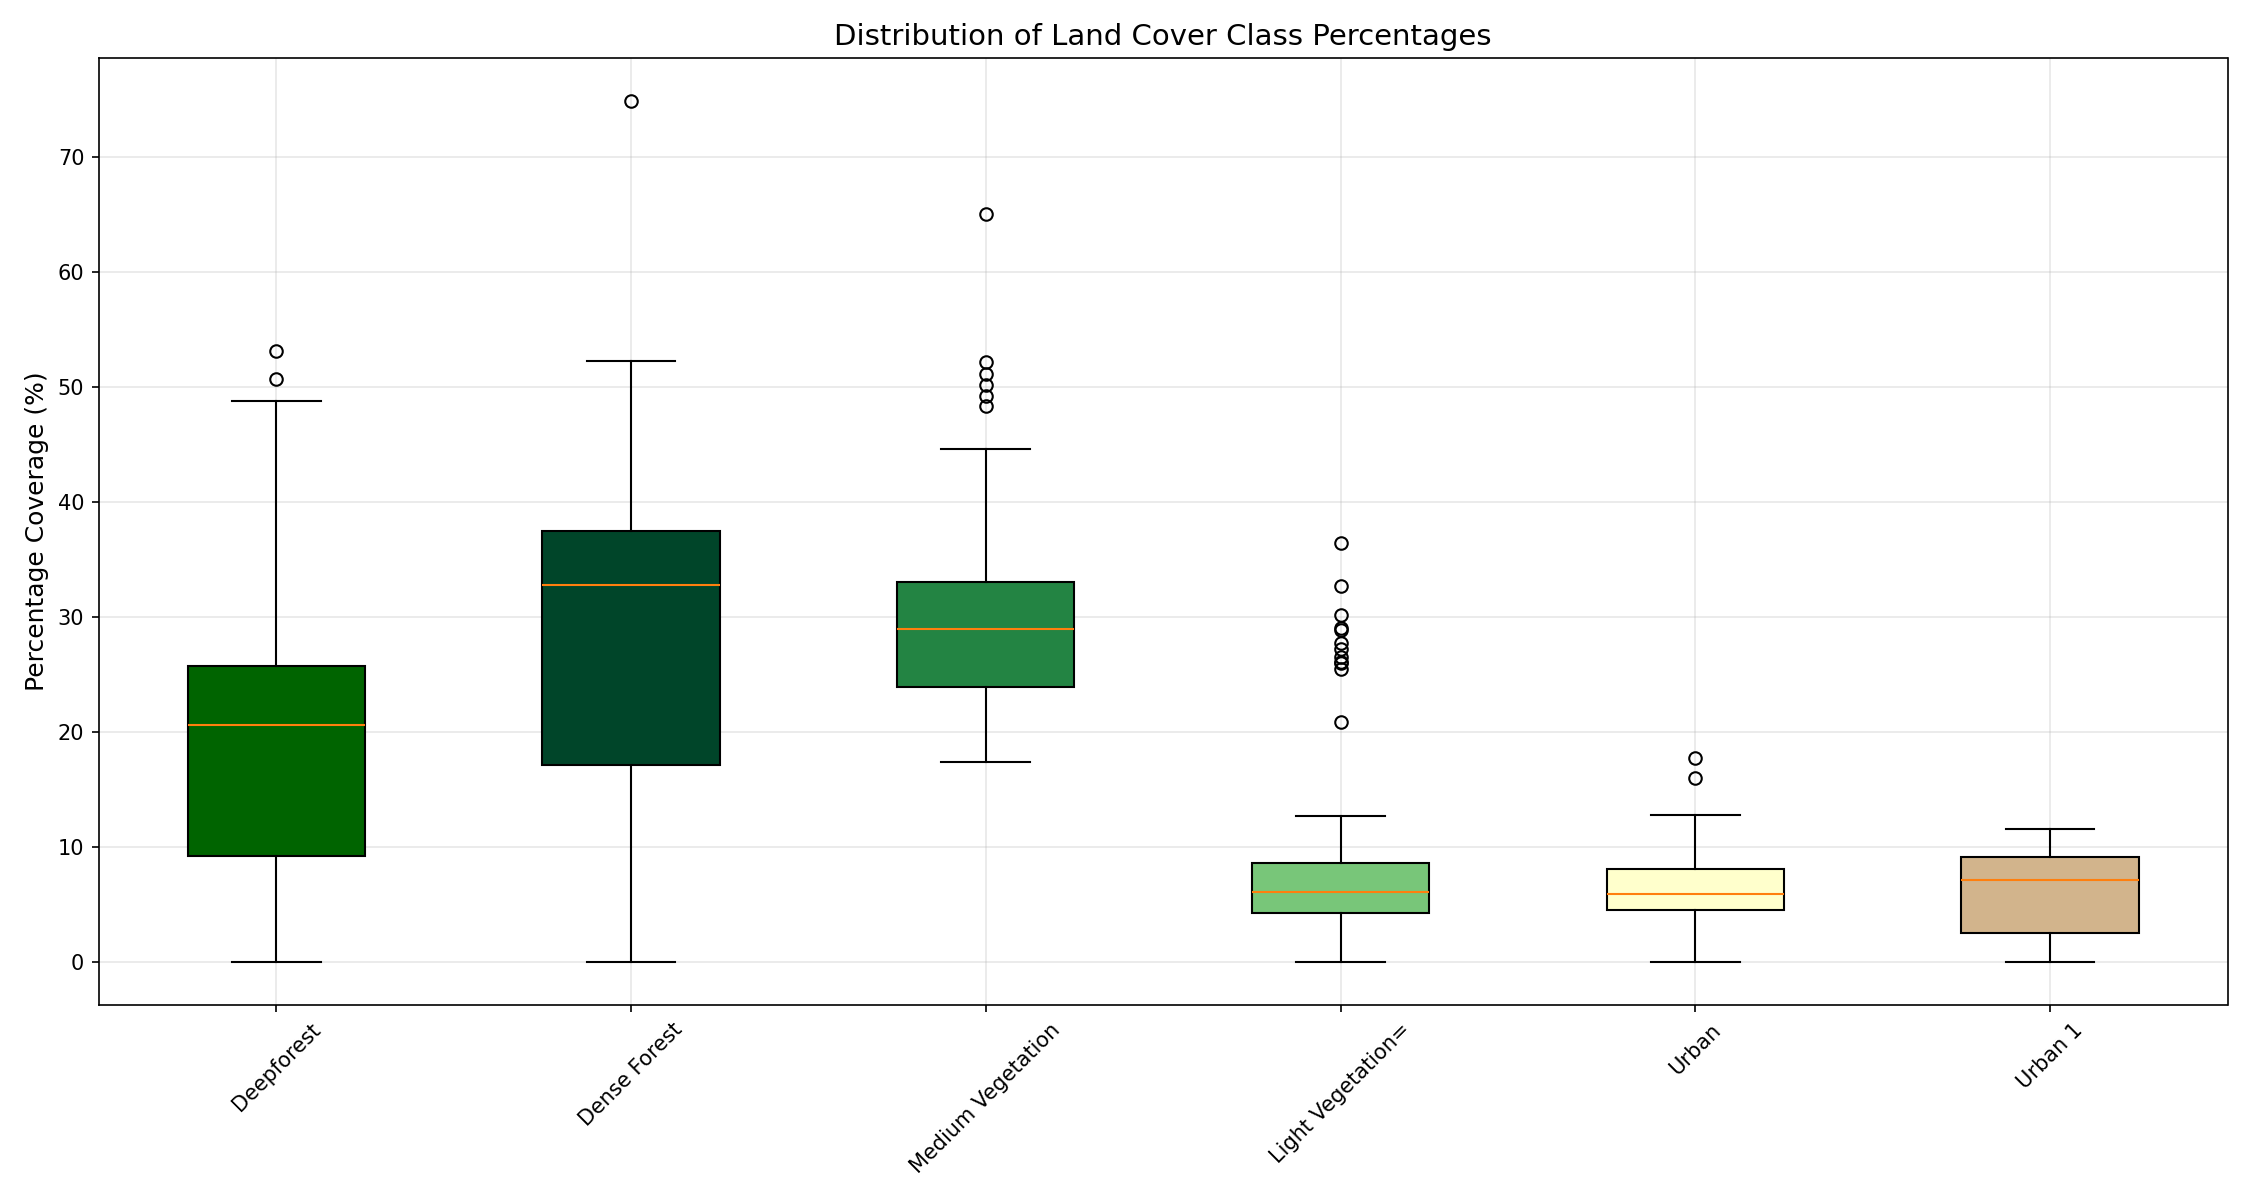 Distribution of Land Cover Class Percentages
Percentage Coverage (%)
70
60
50
40
30
20
10
0
Deepforest
Dense Forest
Medium Vegetation
Light Vegetation=
Urban
Urban 1